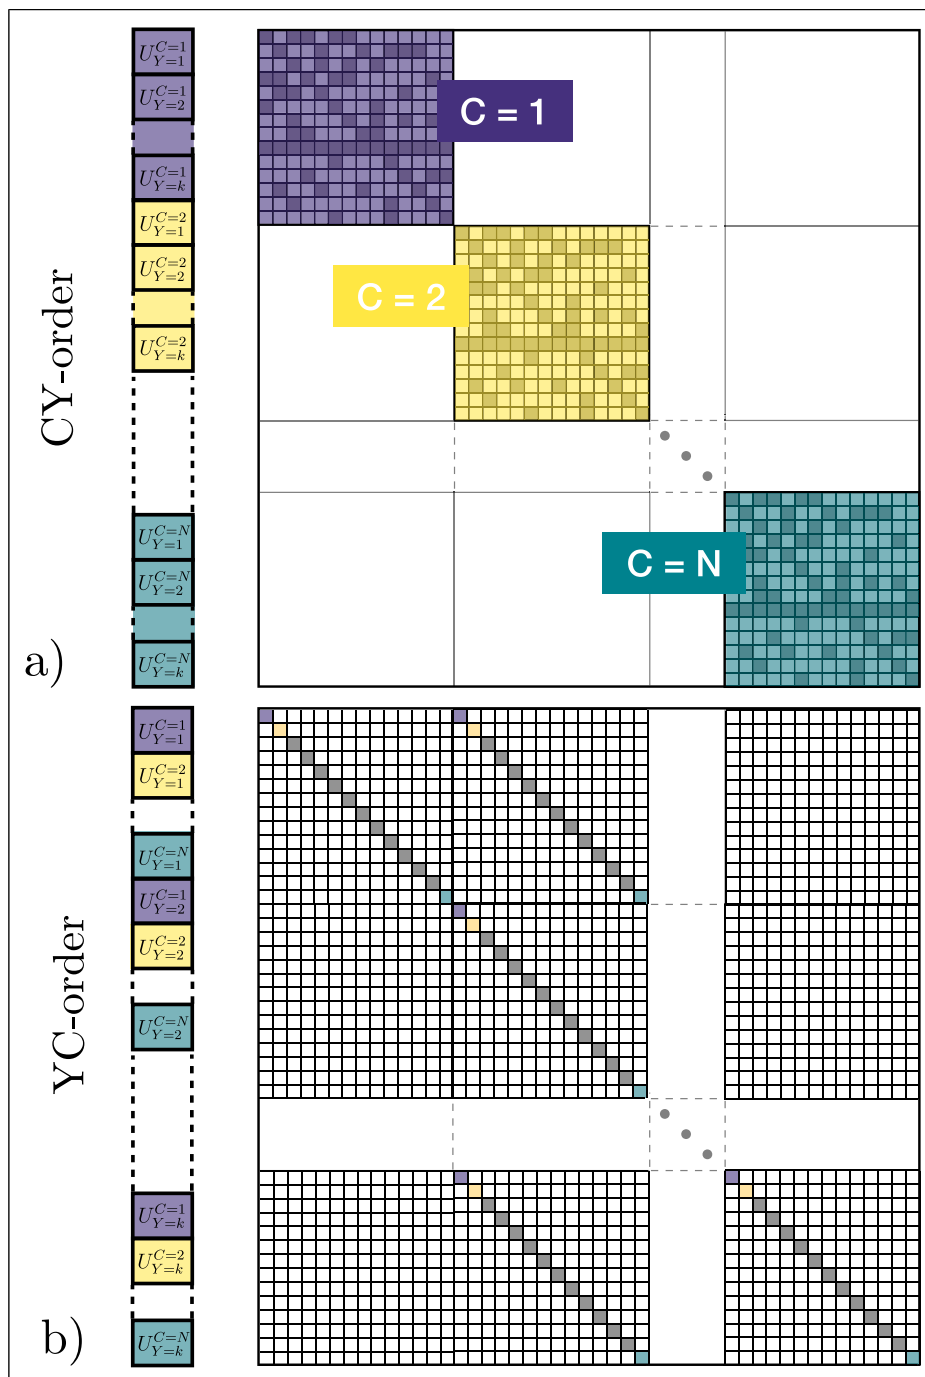 CY-order
a)
U^{C=1}_{Y=1}
U^{C=1}_{Y=2}
U^{C=1}_{Y=k}
U^{C=2}_{Y=1}
U^{C=2}_{Y=2}
U^{C=2}_{Y=k}
U^{C=N}_{Y=1}
U^{C=N}_{Y=2}
U^{C=N}_{Y=k}
C = 1
C = 2
C = N
YC-order
b)
U^{C=1}_{Y=1}
U^{C=2}_{Y=1}
U^{C=N}_{Y=1}
U^{C=1}_{Y=2}
U^{C=2}_{Y=2}
U^{C=N}_{Y=2}
U^{C=1}_{Y=k}
U^{C=2}_{Y=k}
U^{C=N}_{Y=k}